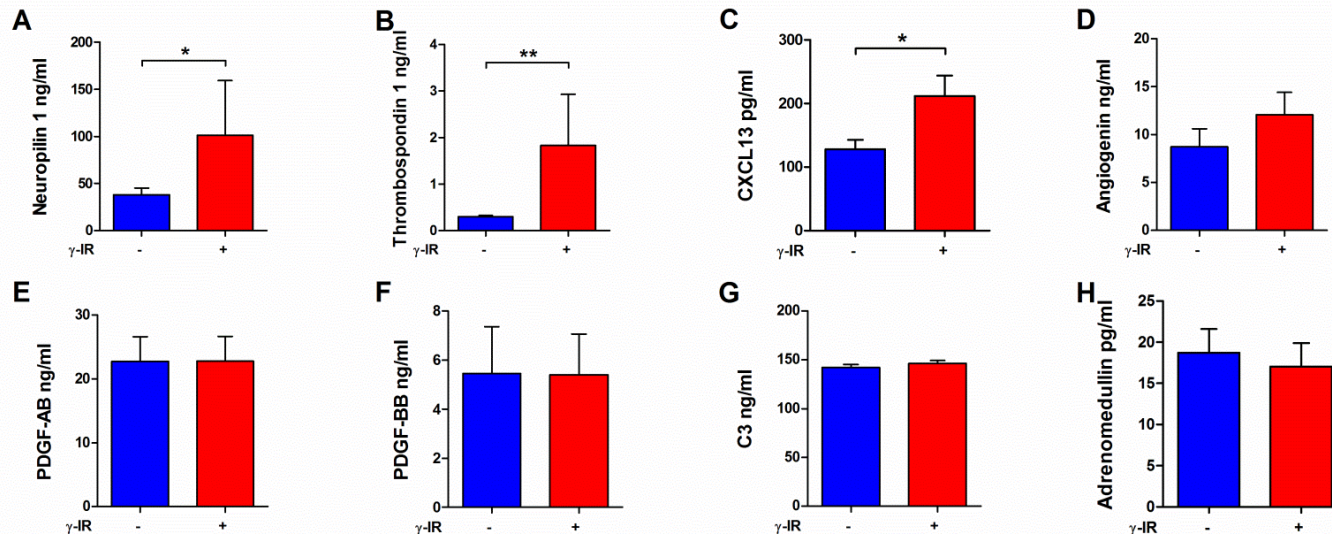 A
Neuropilin 1 ng/ml
200
150
100
50
0
*
γ-IR - +
B
Thrombospondin 1 ng/ml
4
3
2
1
0
**
γ-IR - +
C
CXCL13 pg/ml
300
200
100
0
*
γ-IR - +
D
Angiogenin ng/ml
20
15
10
5
0
γ-IR - +
E
PDGF-AB ng/ml
30
20
10
0
γ-IR - +
F
PDGF-BB ng/ml
8
6
4
2
0
γ-IR - +
G
C3 ng/ml
200
150
100
50
0
γ-IR - +
H
Adrenomedullin pg/ml
25
20
15
10
5
0
γ-IR - +